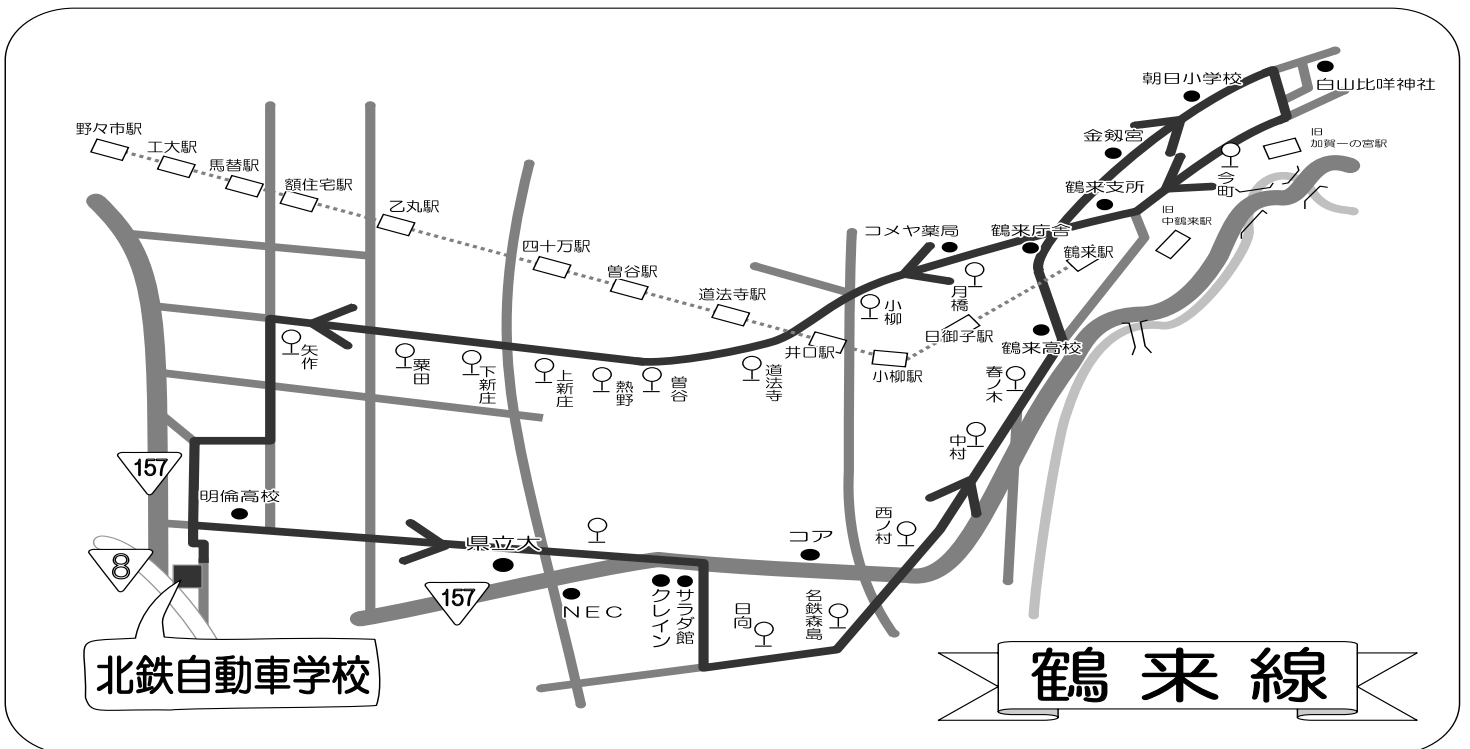 朝日小学校
白山比咩神社
野々市駅
工大駅
馬替駅
額住宅駅
乙丸駅
四十万駅
曽谷駅
道法寺駅
井口駅
小柳駅
日御子駅
鶴来駅
旧
中鶴来駅
旧
加賀一の宮駅
金剱宮
鶴来支所
今町
コメヤ薬局
鶴来庁舎
月橋
小柳
鶴来高校
矢作
粟田
下新庄
上新庄
熱野
曽谷
道法寺
春ノ木
中村
西ノ村
157
明倫高校
県立大
コア
8
157
NEC
クレイン
サラダ館
日向
名鉄森島
北鉄自動車学校
鶴来線